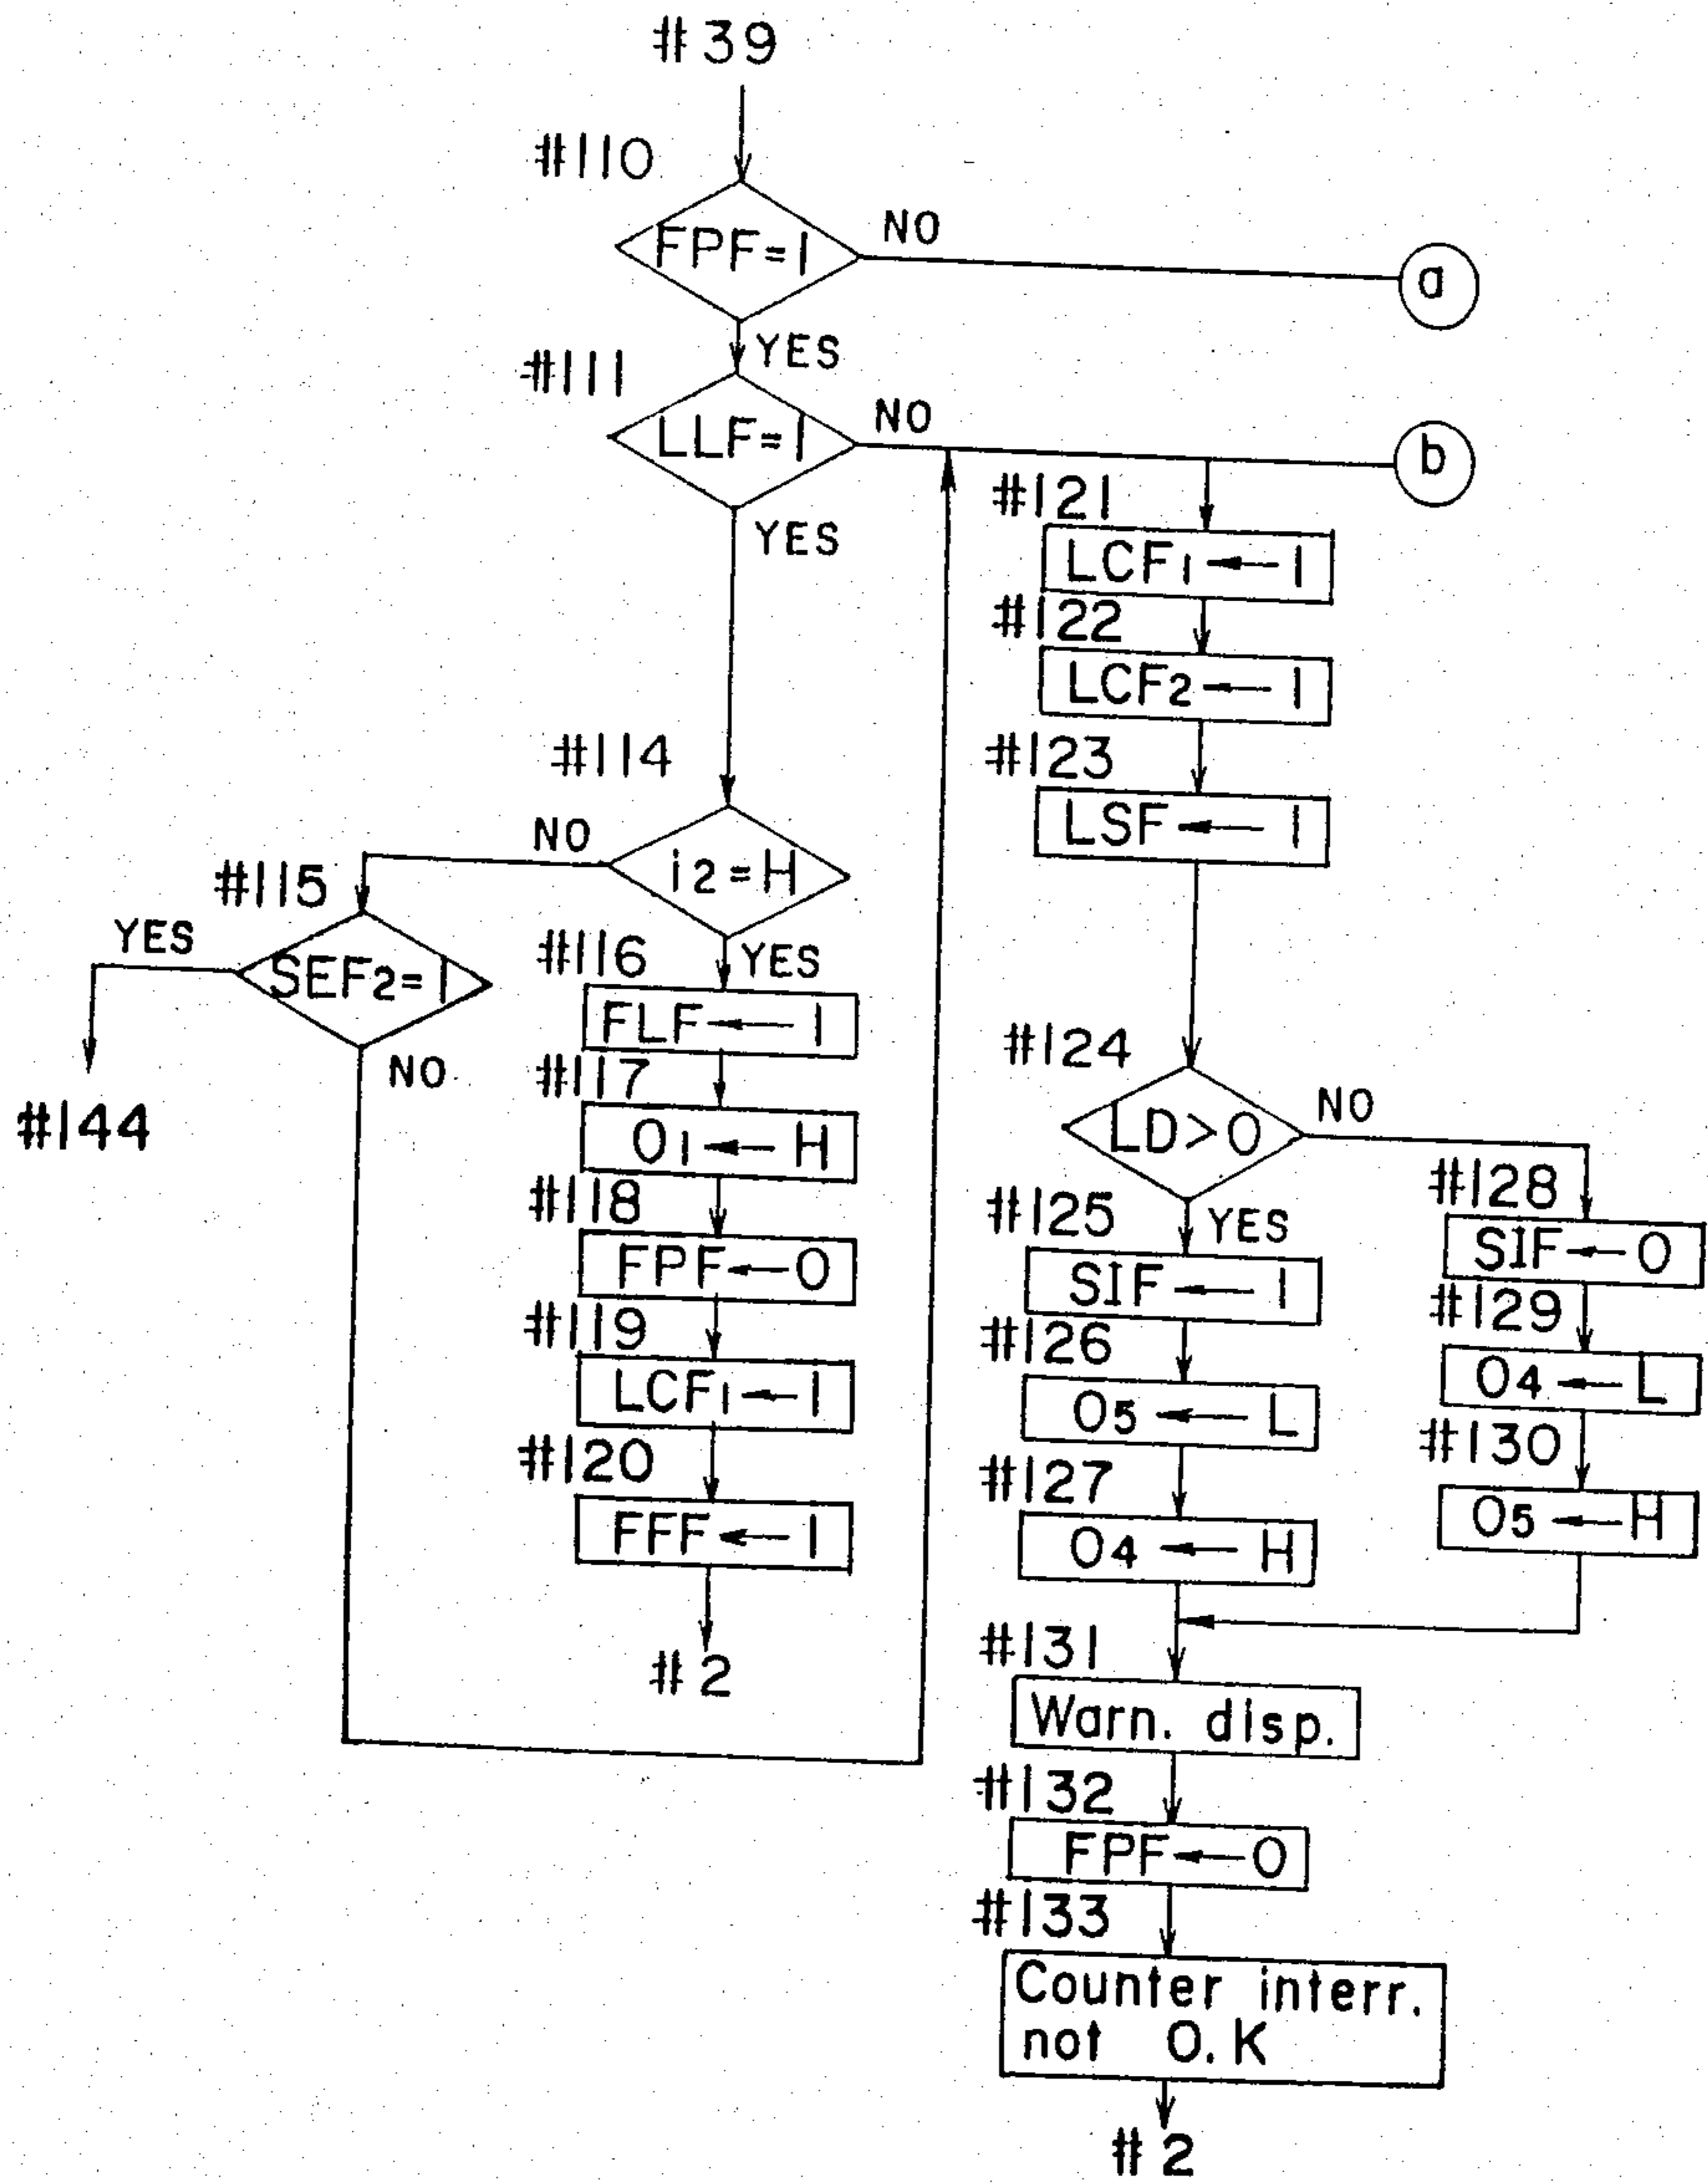 #39
#110
FPF=1
NO
a
YES
#111
LLF=1
NO
b
YES
#121
LCF1←1
#122
LCF2←1
#123
LSF←1
#114
i2=H
NO
#115
YES
SEF2=1
NO
#144
YES
#116
FLF←1
#117
O1←H
#118
FPF←0
#119
LCF1←1
#120
FFF←1
#2
#124
LD>0
NO
#128
SIF←0
#129
O4←L
#130
O5←H
YES
#125
SIF←1
#126
O5←L
#127
O4←H
#131
Warn. disp.
#132
FPF←0
#133
Counter interr.
not O.K
#2